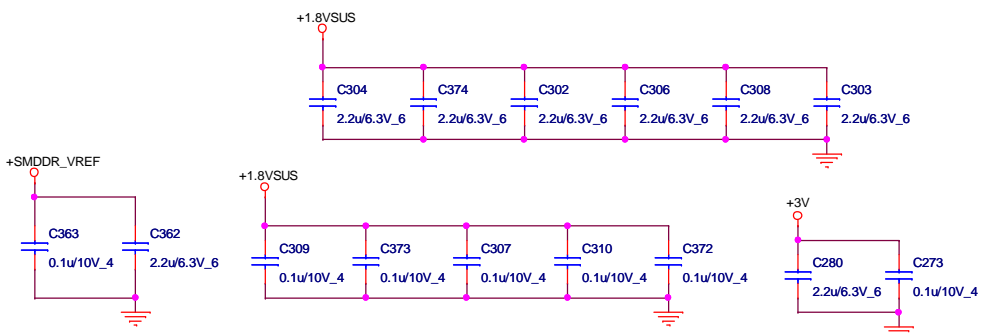 +1.8VSUS
C304 C374 C302 C306 C308 C303
2.2u/6.3V_6 2.2u/6.3V_6 2.2u/6.3V_6 2.2u/6.3V_6 2.2u/6.3V_6 2.2u/6.3V_6
+SMDDR_VREF
C363 C362
0.1u/10V_4 2.2u/6.3V_6
+1.8VSUS
C309 C373 C307 C310 C372
0.1u/10V_4 0.1u/10V_4 0.1u/10V_4 0.1u/10V_4 0.1u/10V_4
+3V
C280 C273
2.2u/6.3V_6 0.1u/10V_4